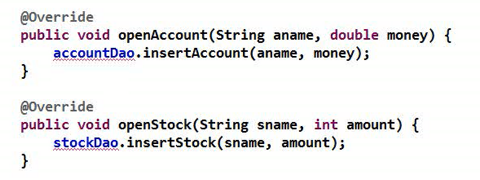 @Override
public void openAccount(String aname, double money) {
accountDao.insertAccount(aname, money);
}
@Override
public void openStock(String sname, int amount) {
stockDao.insertStock(sname, amount);
}